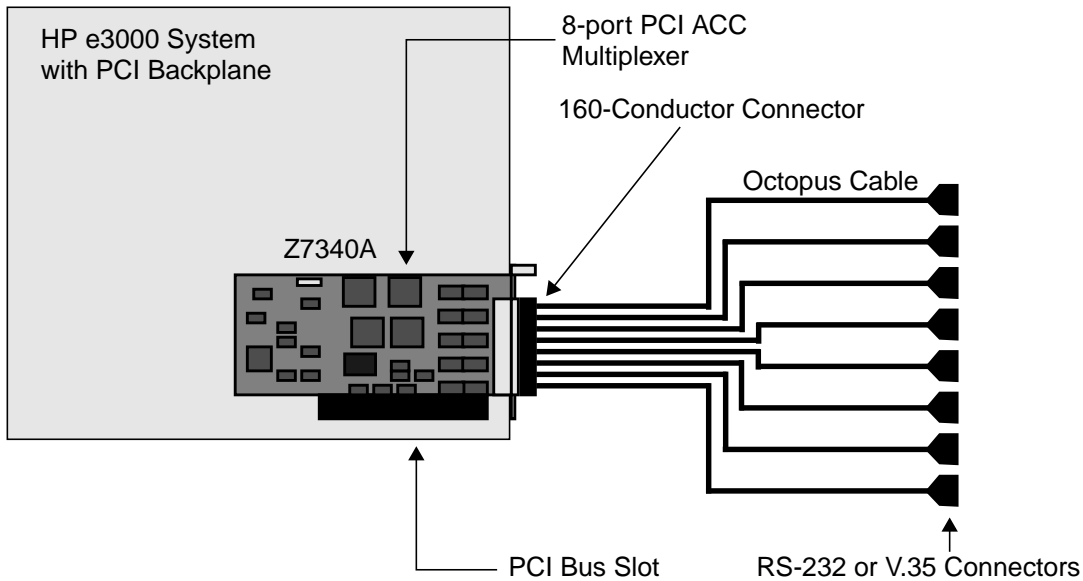 HP e3000 System
with PCI Backplane
8-port PCI ACC
Multiplexer
160-Conductor Connector
Octopus Cable
Z7340A
PCI Bus Slot
RS-232 or V.35 Connectors